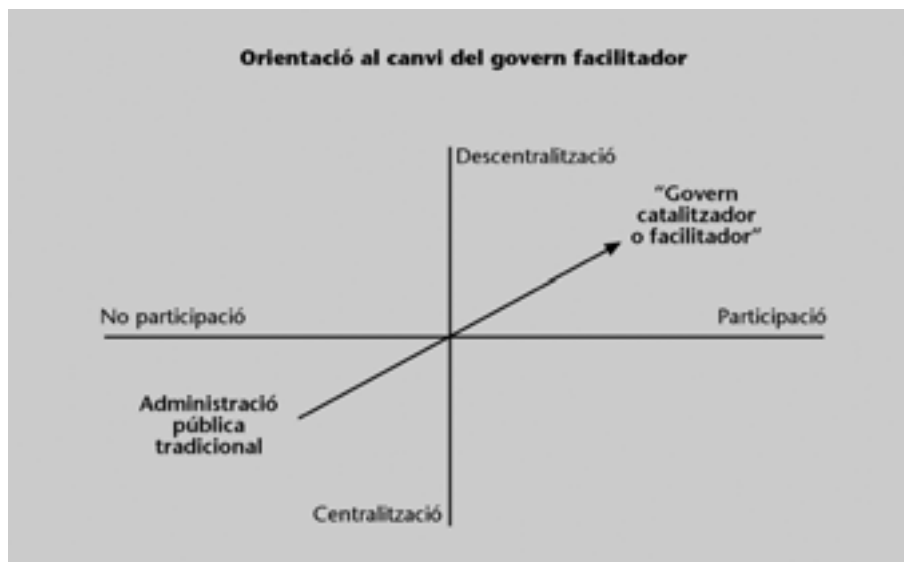 Orientació al canvi del govern facilitador
Descentralització
“Govern
catalitzador
o facilitador”
No participació
Participació
Administració
pública
tradicional
Centralització